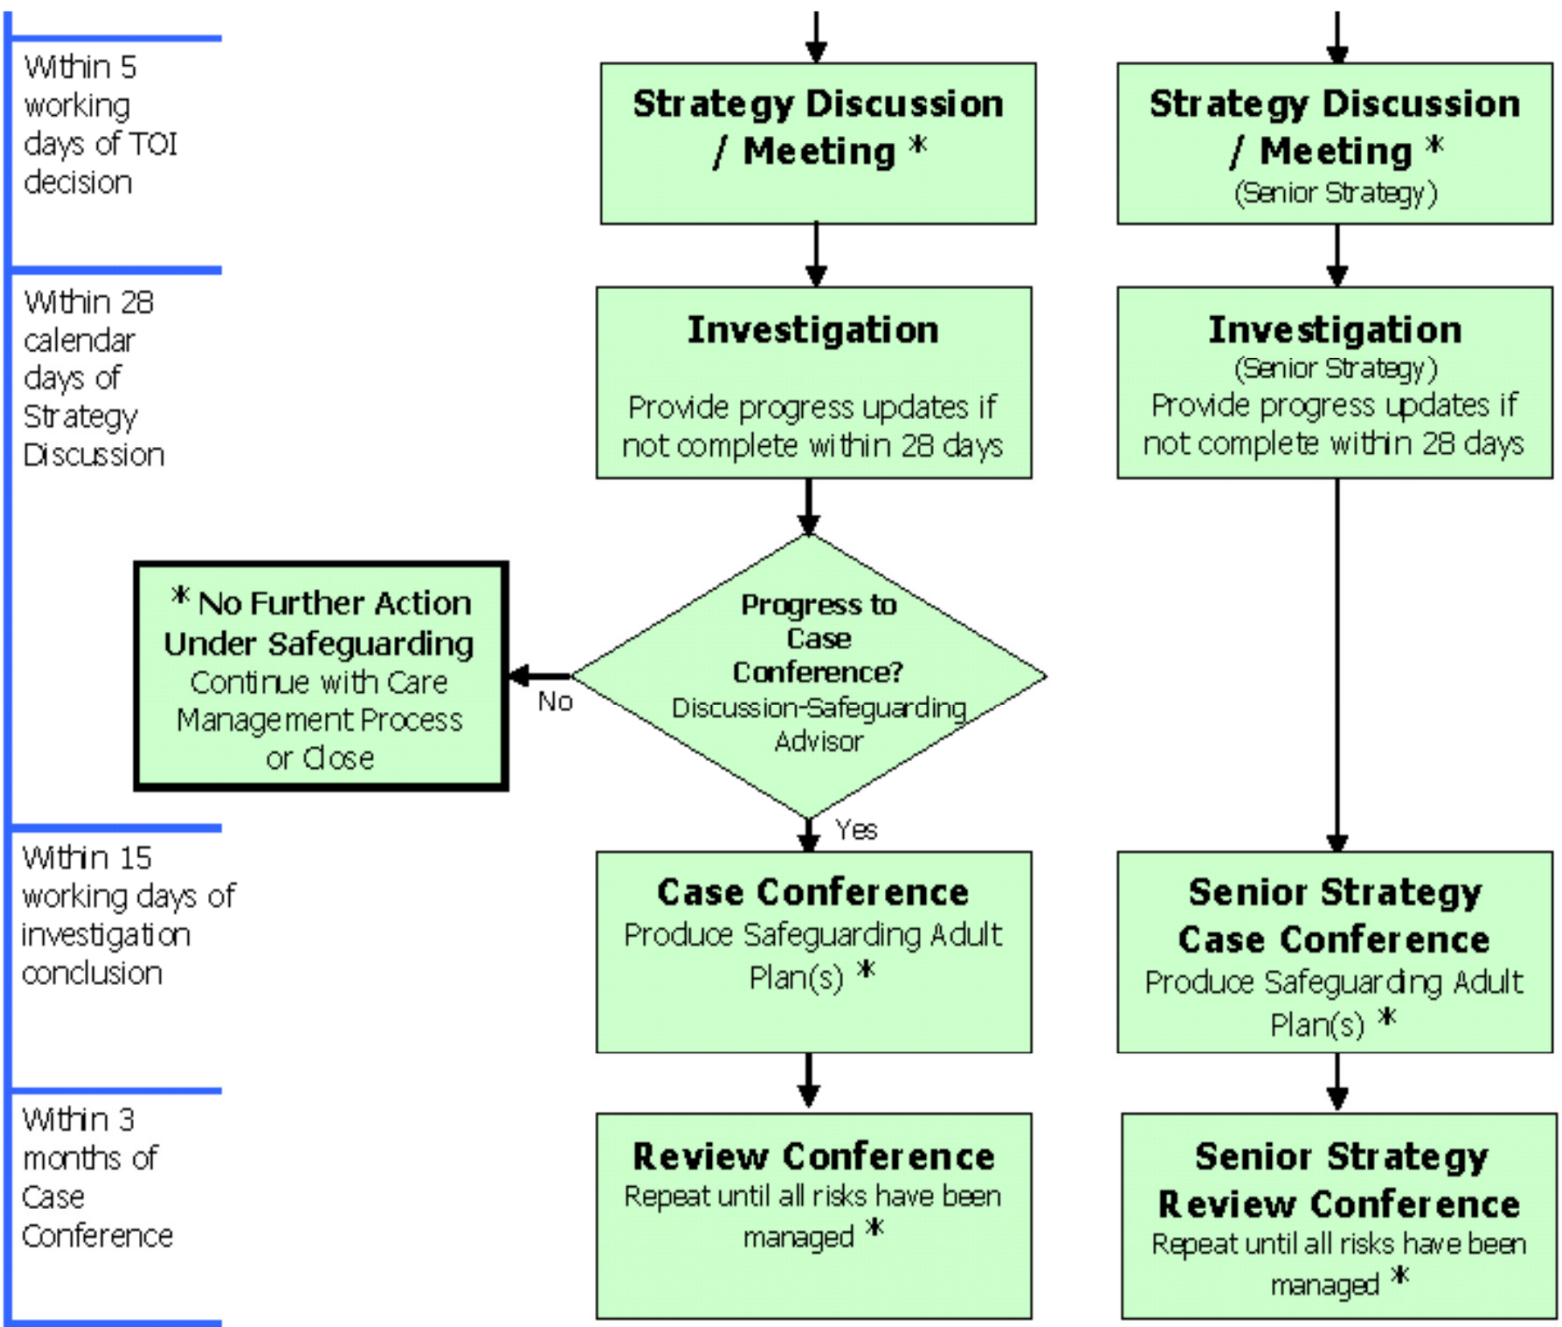 Within 5
working
days of TOI
decision
Strategy Discussion
/ Meeting *
Strategy Discussion
/ Meeting *
(Senior Strategy)
Within 28
calendar
days of
Strategy
Discussion
Investigation
Provide progress updates if
not complete within 28 days
Investigation
(Senior Strategy)
Provide progress updates if
not complete within 28 days
* No Further Action
Under Safeguarding
Continue with Care
Management Process
or Close
No
Progress to
Case
Conference?
Discussion-Safeguarding
Advisor
Yes
Within 15
working days of
investigation
conclusion
Case Conference
Produce Safeguarding Adult
Plan(s) *
Senior Strategy
Case Conference
Produce Safeguarding Adult
Plan(s) *
Within 3
months of
Case
Conference
Review Conference
Repeat until all risks have been
managed *
Senior Strategy
Review Conference
Repeat until all risks have been
managed *